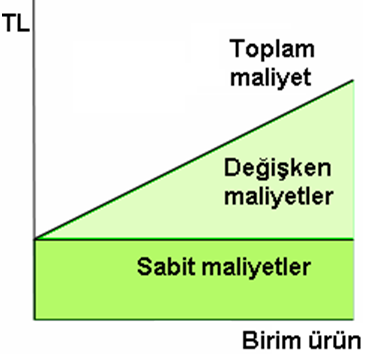 TL
Toplam
maliyet
Değişken
maliyetler
Sabit maliyetler
Birim ürün